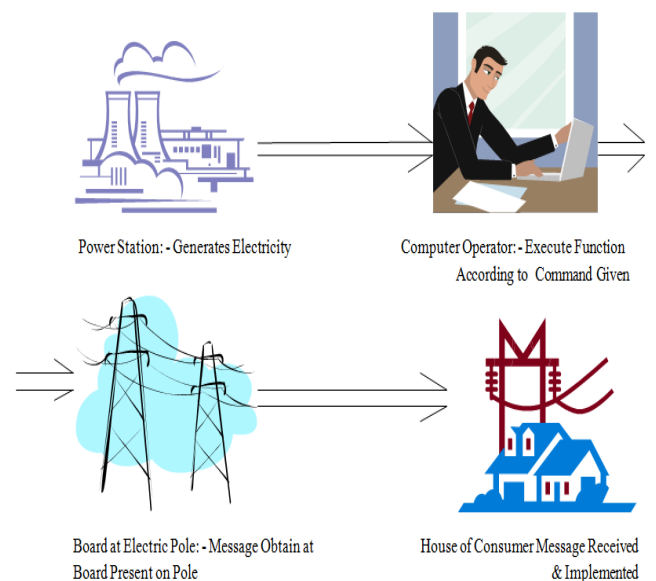 Power Station: - Generates Electricity
Computer Operator: - Execute Function
According to Command Given
Board at Electric Pole: - Message Obtain at
Board Present on Pole
House of Consumer Message Received
& Implemented